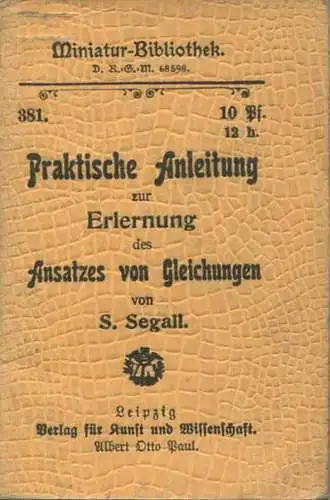 Miniatur-Bibliothek.
D. R.-G.-M. 68598.
381.
10 Pf.
12 h.
Praktische Anleitung
zur
Erlernung
des
Ansatzes von Gleichungen
von
S. Segall.
Leipzig
Verlag für Kunst und Wissenschaft.
Albert Otto Paul.